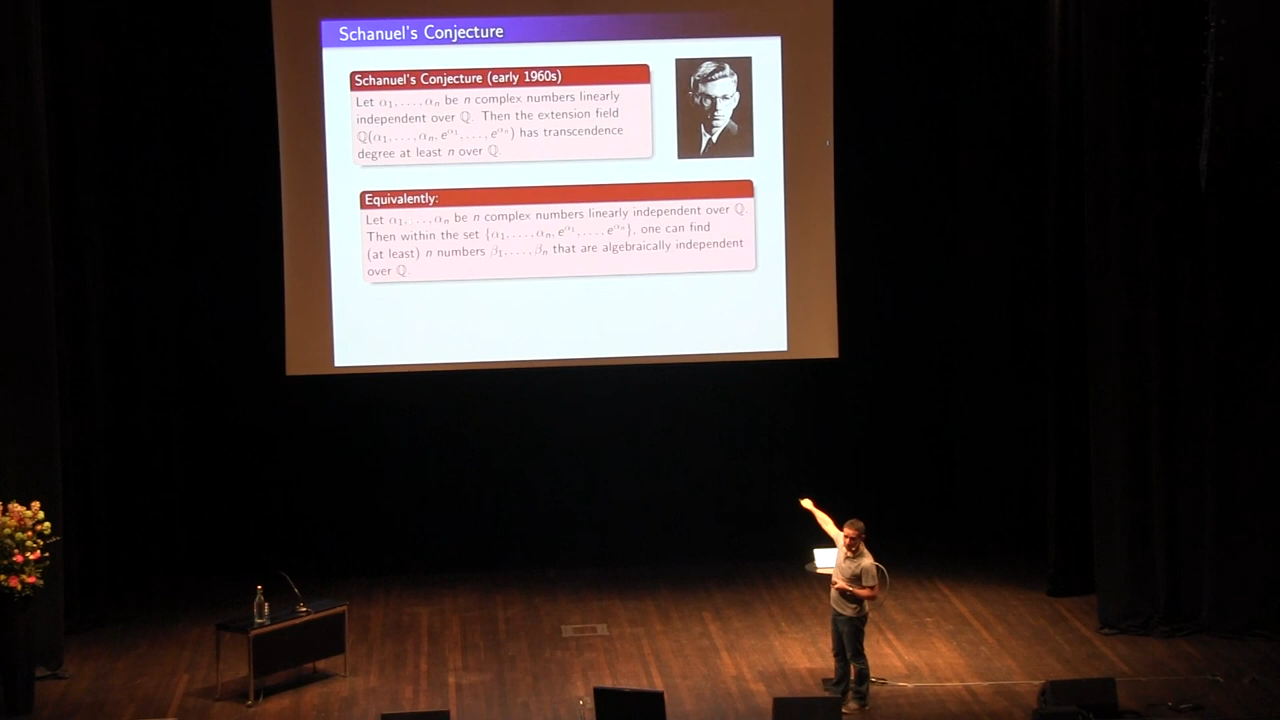 Schanuel's Conjecture
Schanuel's Conjecture (early 1960s)
Let α₁, . . . , αₙ be n complex numbers linearly
independent over ℚ. Then the extension field
ℚ(α₁, . . . , αₙ, e^α₁, . . . , e^αₙ) has transcendence
degree at least n over ℚ.
Equivalently:
Let α₁, . . . , αₙ be n complex numbers linearly independent over ℚ.
Then within the set {α₁, . . . , αₙ, e^α₁, . . . , e^αₙ}, one can find
(at least) n numbers β₁, . . . , βₙ that are algebraically independent
over ℚ.